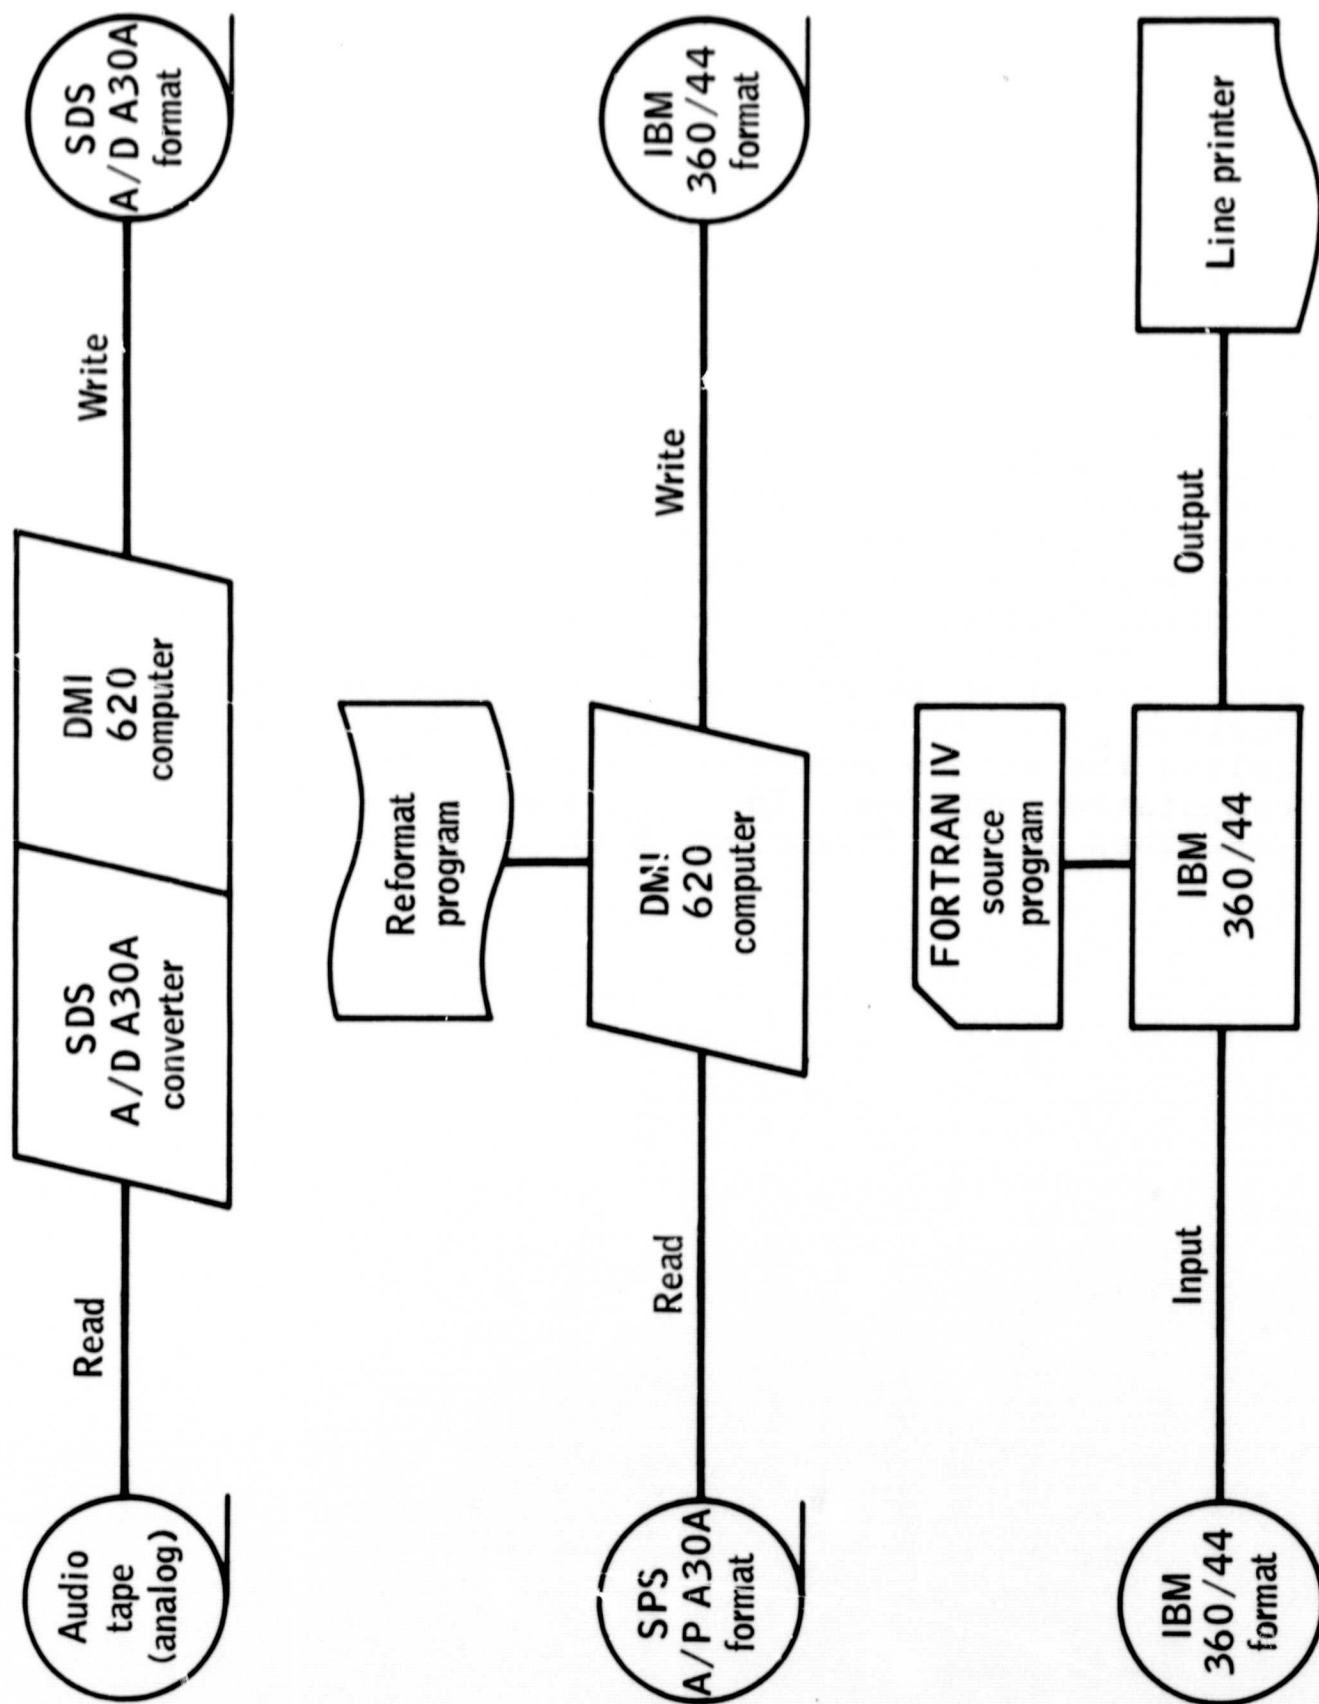 Audio
tape
(analog)
Read
SDS
A/D A30A
converter
DMI
620
computer
Write
SDS
A/D A30A
format
SPS
A/P A30A
format
Read
Reformat
program
DMI
620
computer
Write
IBM
360/44
format
IBM
360/44
format
Input
FORTRAN IV
source
program
IBM
360/44
Output
Line printer